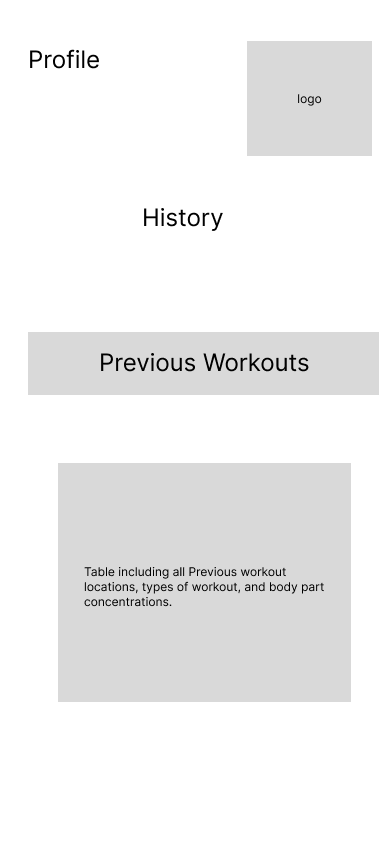 Profile
logo
History
Previous Workouts
Table including all Previous workout
locations, types of workout, and body part
concentrations.